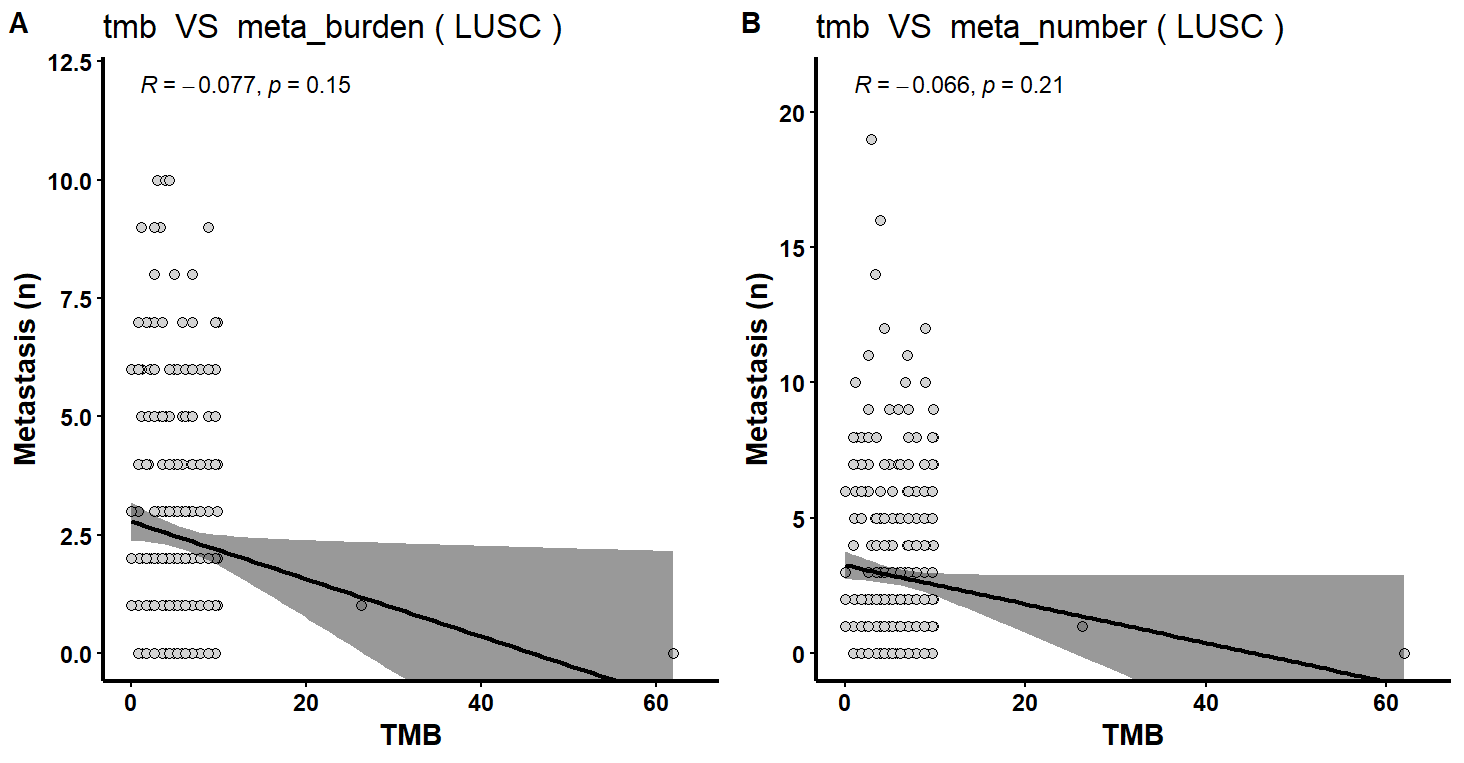 A
tmb VS meta_burden ( LUSC )
R = −0.077, p = 0.15
12.5
10.0
7.5
5.0
2.5
0.0
Metastasis (n)
0 20 40 60
TMB
B
tmb VS meta_number ( LUSC )
R = −0.066, p = 0.21
20
15
10
5
0
Metastasis (n)
0 20 40 60
TMB